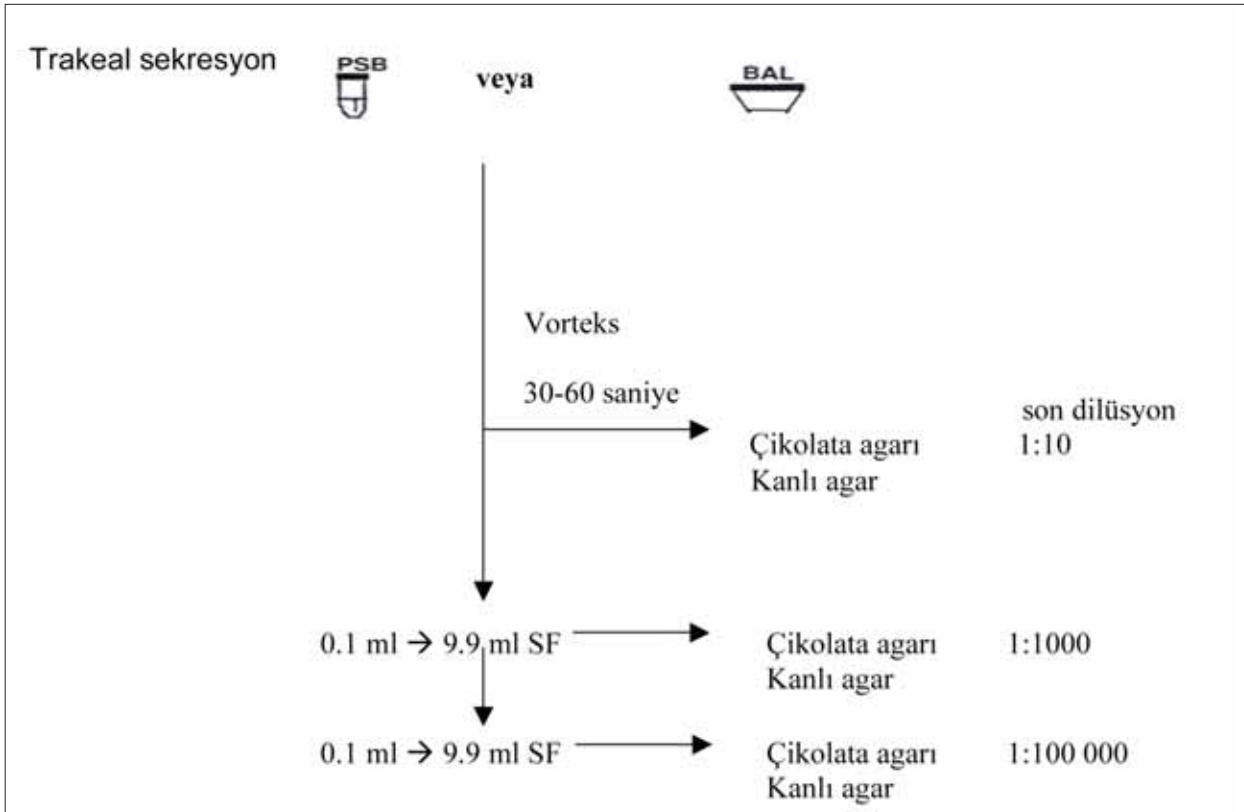 Trakeal sekresyon
PSB
veya
BAL
Vorteks
30-60 saniye
son dilüsyon
Çikolata agarı 1:10
Kanlı agar
0.1 ml → 9.9 ml SF Çikolata agarı 1:1000
Kanlı agar
0.1 ml → 9.9 ml SF Çikolata agarı 1:100 000
Kanlı agar